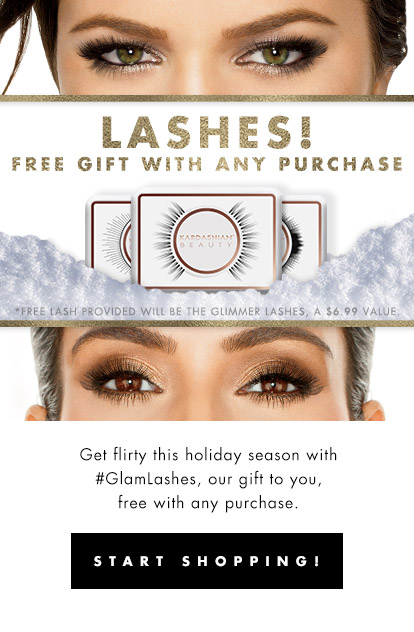 LASHES!
FREE GIFT WITH ANY PURCHASE
KARDASHIAN
BEAUTY
*FREE LASH PROVIDED WILL BE THE GLIMMER LASHES, A $6.99 VALUE.
Get flirty this holiday season with
#GlamLashes, our gift to you,
free with any purchase.
START SHOPPING!